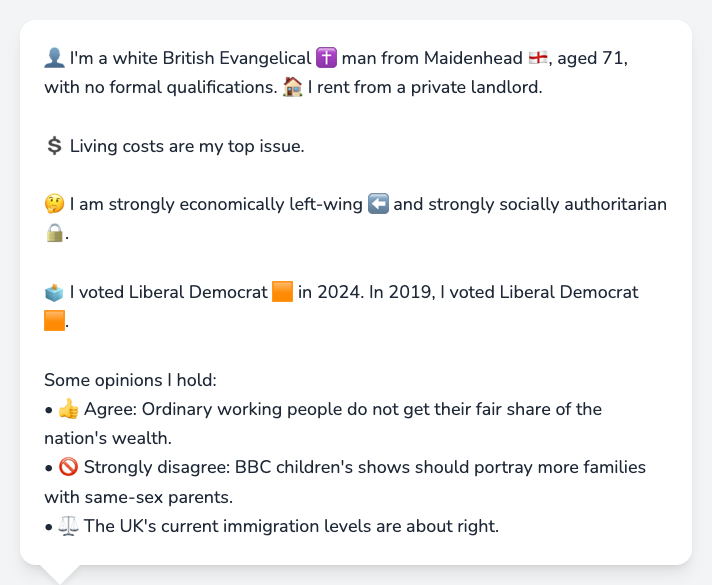 👤 I'm a white British Evangelical ✝️ man from Maidenhead 🏴󠁧󠁢󠁥󠁮󠁧󠁿, aged 71,
with no formal qualifications. 🏠 I rent from a private landlord.
💲 Living costs are my top issue.
🤔 I am strongly economically left-wing ⬅️ and strongly socially authoritarian
🔒.
🗳️ I voted Liberal Democrat 🟧 in 2024. In 2019, I voted Liberal Democrat
🟧.
Some opinions I hold:
• 👍 Agree: Ordinary working people do not get their fair share of the
nation's wealth.
• 🚫 Strongly disagree: BBC children's shows should portray more families
with same-sex parents.
• ⚖️ The UK's current immigration levels are about right.